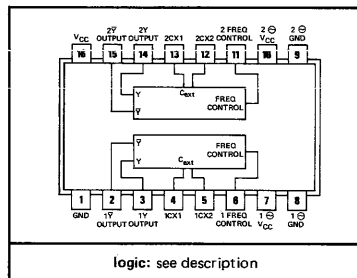 VCC 2Y̅ OUTPUT 2Y OUTPUT 2CX1 2CX2 2 FREQ CONTROL 2 ⊖ VCC 2 ⊖ GND
16 15 14 13 12 11 10 9
Y Y̅ Cext FREQ CONTROL
Y̅ Y Cext FREQ CONTROL
1 2 3 4 5 6 7 8
GND 1Y̅ OUTPUT 1Y OUTPUT 1CX1 1CX2 1 FREQ CONTROL 1 ⊖ VCC 1 ⊖ GND
logic: see description